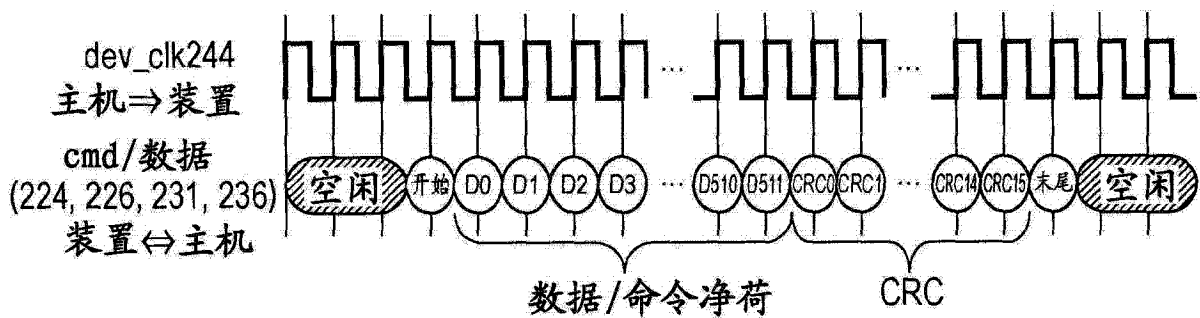 dev_clk244
主机⇒装置
... ...
cmd/数据
(224, 226, 231, 236)
装置⇔主机
空闲 开始 D0 D1 D2 D3 ... D510 D511 CRC0 CRC1 ... CRC14 CRC15 末尾 空闲
数据/命令净荷 CRC